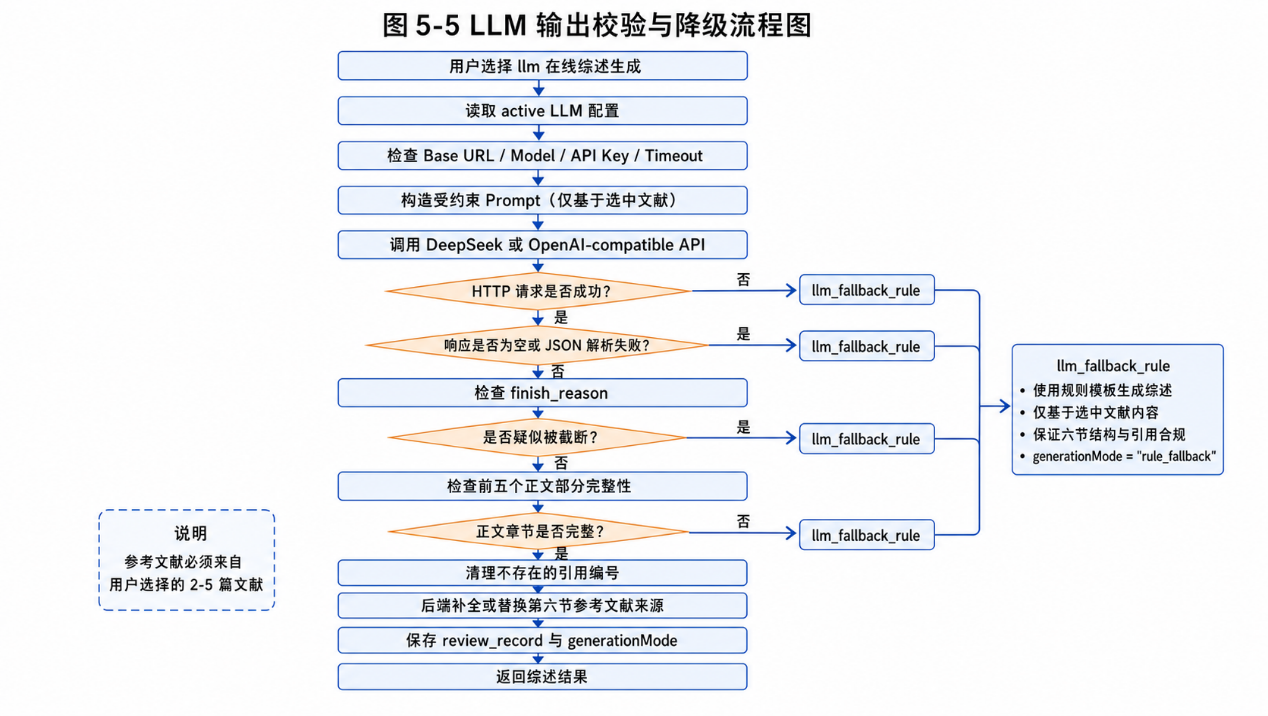 图 5-5 LLM 输出校验与降级流程图
用户选择 llm 在线综述生成
读取 active LLM 配置
检查 Base URL / Model / API Key / Timeout
构造受约束 Prompt（仅基于选中文献）
调用 DeepSeek 或 OpenAI-compatible API
HTTP 请求是否成功？
否
llm_fallback_rule
是
响应是否为空或 JSON 解析失败？
是
llm_fallback_rule
否
检查 finish_reason
是否疑似被截断？
是
llm_fallback_rule
否
检查前五个正文部分完整性
正文章节是否完整？
否
llm_fallback_rule
是
清理不存在的引用编号
后端补全或替换第六节参考文献来源
保存 review_record 与 generationMode
返回综述结果
llm_fallback_rule
• 使用规则模板生成综述
• 仅基于选中文献内容
• 保证六节结构与引用合规
• generationMode = "rule_fallback"
说明
参考文献必须来自
用户选择的 2-5 篇文献